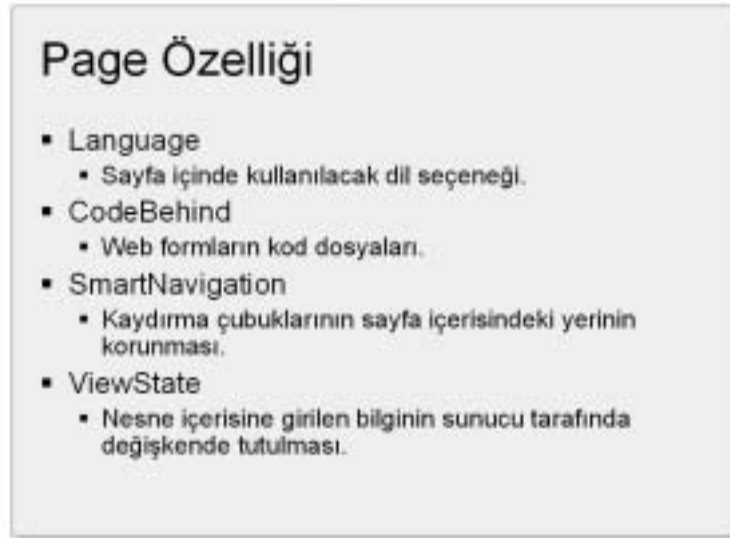 Page Özelliği
▪ Language
▪ Sayfa içinde kullanılacak dil seçeneği.
▪ CodeBehind
▪ Web formların kod dosyaları.
▪ SmartNavigation
▪ Kaydırma çubuklarının sayfa içerisindeki yerinin
korunması.
▪ ViewState
▪ Nesne içerisine girilen bilginin sunucu tarafında
değişkende tutulması.